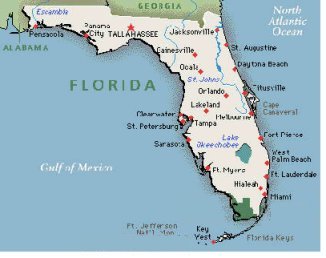 GEORGIA
North
Atlantic
Ocean
Escambia
Pensacola
Panama
City
TALLAHASSEE
Jacksonville
ALABAMA
St. Augustine
Gainesville
Daytona Beach
Ocala
St. Johns
FLORIDA
Orlando
Titusville
Cape
Canaveral
Lakeland
Clearwater
Melbourne
St. Petersburg
Tampa
Fort Pierce
Sarasota
Lake
Okeechobee
West
Palm Beach
Gulf of Mexico
Ft. Myers
Ft. Lauderdale
Hialeah
Miami
Ft. Jefferson
Key
West
Florida Keys